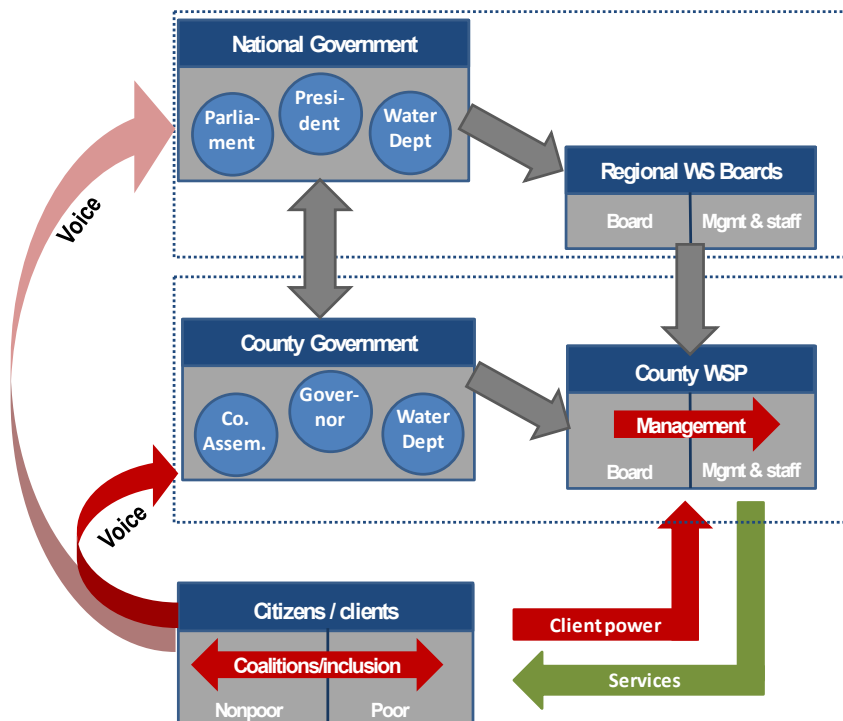 National Government
Parlia-
ment
Presi-
dent
Water
Dept
Regional WS Boards
Board
Mgmt & staff
Voice
County Government
Co.
Assem.
Gover-
nor
Water
Dept
County WSP
Management
Board
Mgmt & staff
Voice
Citizens / clients
Coalitions/inclusion
Nonpoor
Poor
Client power
Services